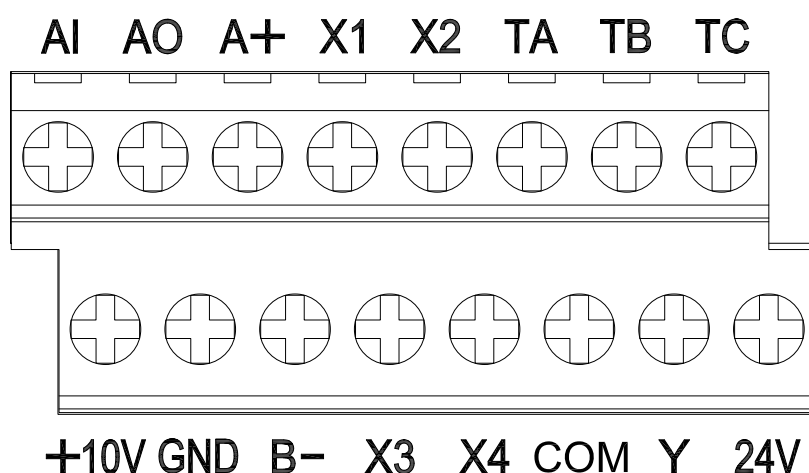 AI AO A+ X1 X2 TA TB TC
+10V GND B- X3 X4 COM Y 24V